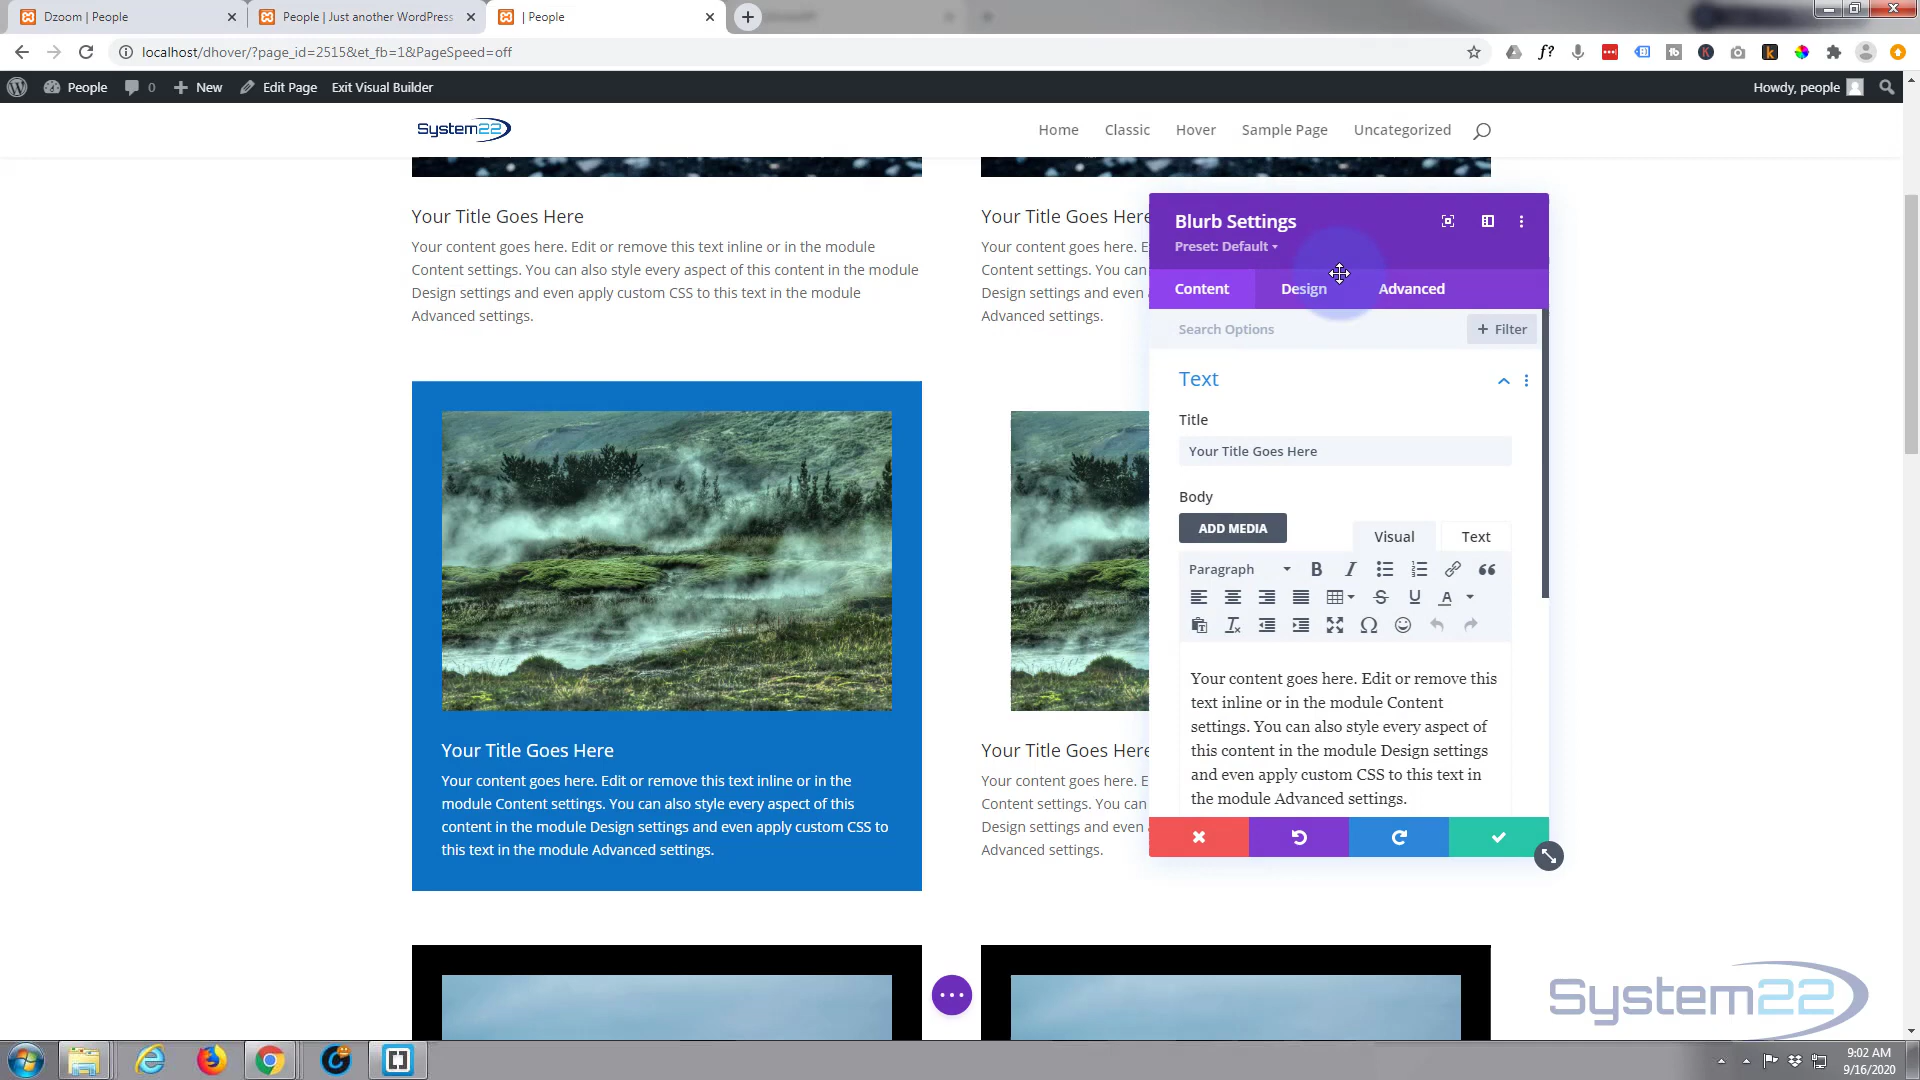 Dzoom | People
People | Just another WordPress
| People
localhost/dhover/?page_id=2515&et_fb=1&PageSpeed=off
People
0
New
Edit Page
Exit Visual Builder
Howdy, people
System22
Home
Classic
Hover
Sample Page
Uncategorized
Your Title Goes Here
Your content goes here. Edit or remove this text inline or in the module
Content settings. You can also style every aspect of this content in the module
Design settings and even apply custom CSS to this text in the module
Advanced settings.
Your Title Goes Here
Your content goes here. E
Content settings. You can
Design settings and even
Advanced settings.
Your Title Goes Here
Your content goes here. Edit or remove this text inline or in the
module Content settings. You can also style every aspect of this
content in the module Design settings and even apply custom CSS to
this text in the module Advanced settings.
Your Title Goes Here
Your content goes here. E
Content settings. You can
Design settings and even
Advanced settings.
Blurb Settings
Preset: Default
Content
Design
Advanced
Search Options
+ Filter
Text
Title
Your Title Goes Here
Body
ADD MEDIA
Visual
Text
Paragraph
Your content goes here. Edit or remove this
text inline or in the module Content
settings. You can also style every aspect of
this content in the module Design settings
and even apply custom CSS to this text in
the module Advanced settings.
System22
9:02 AM
9/16/2020